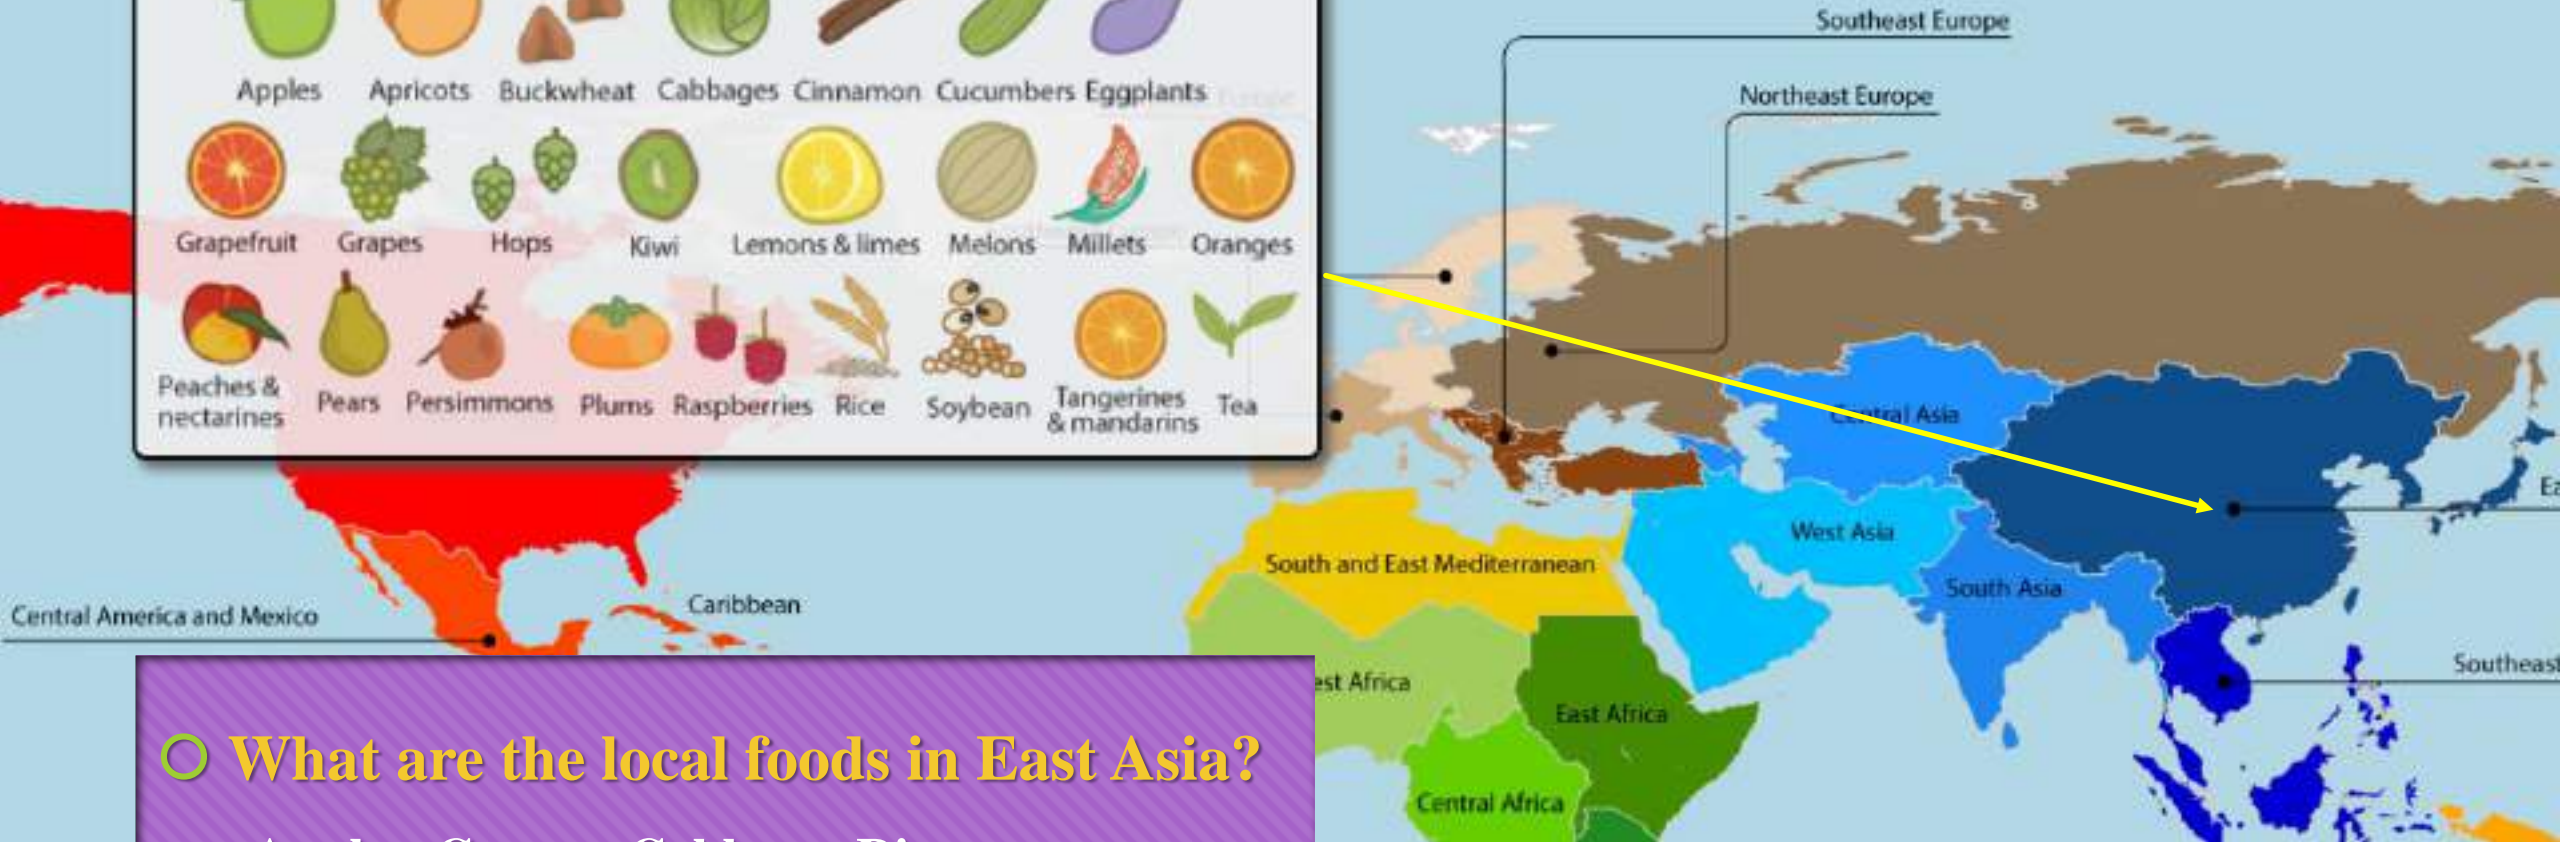 Apples Apricots Buckwheat Cabbages Cinnamon Cucumbers Eggplants
Grapefruit Grapes Hops Kiwi Lemons & limes Melons Millets Oranges
Peaches &
nectarines
Pears Persimmons Plums Raspberries Rice Soybean
Tangerines
& mandarins
Tea
Southeast Europe
Northeast Europe
Central Asia
West Asia
South and East Mediterranean
South Asia
Central America and Mexico
Caribbean
Southeast
Africa
East Africa
Central Africa
What are the local foods in East Asia?